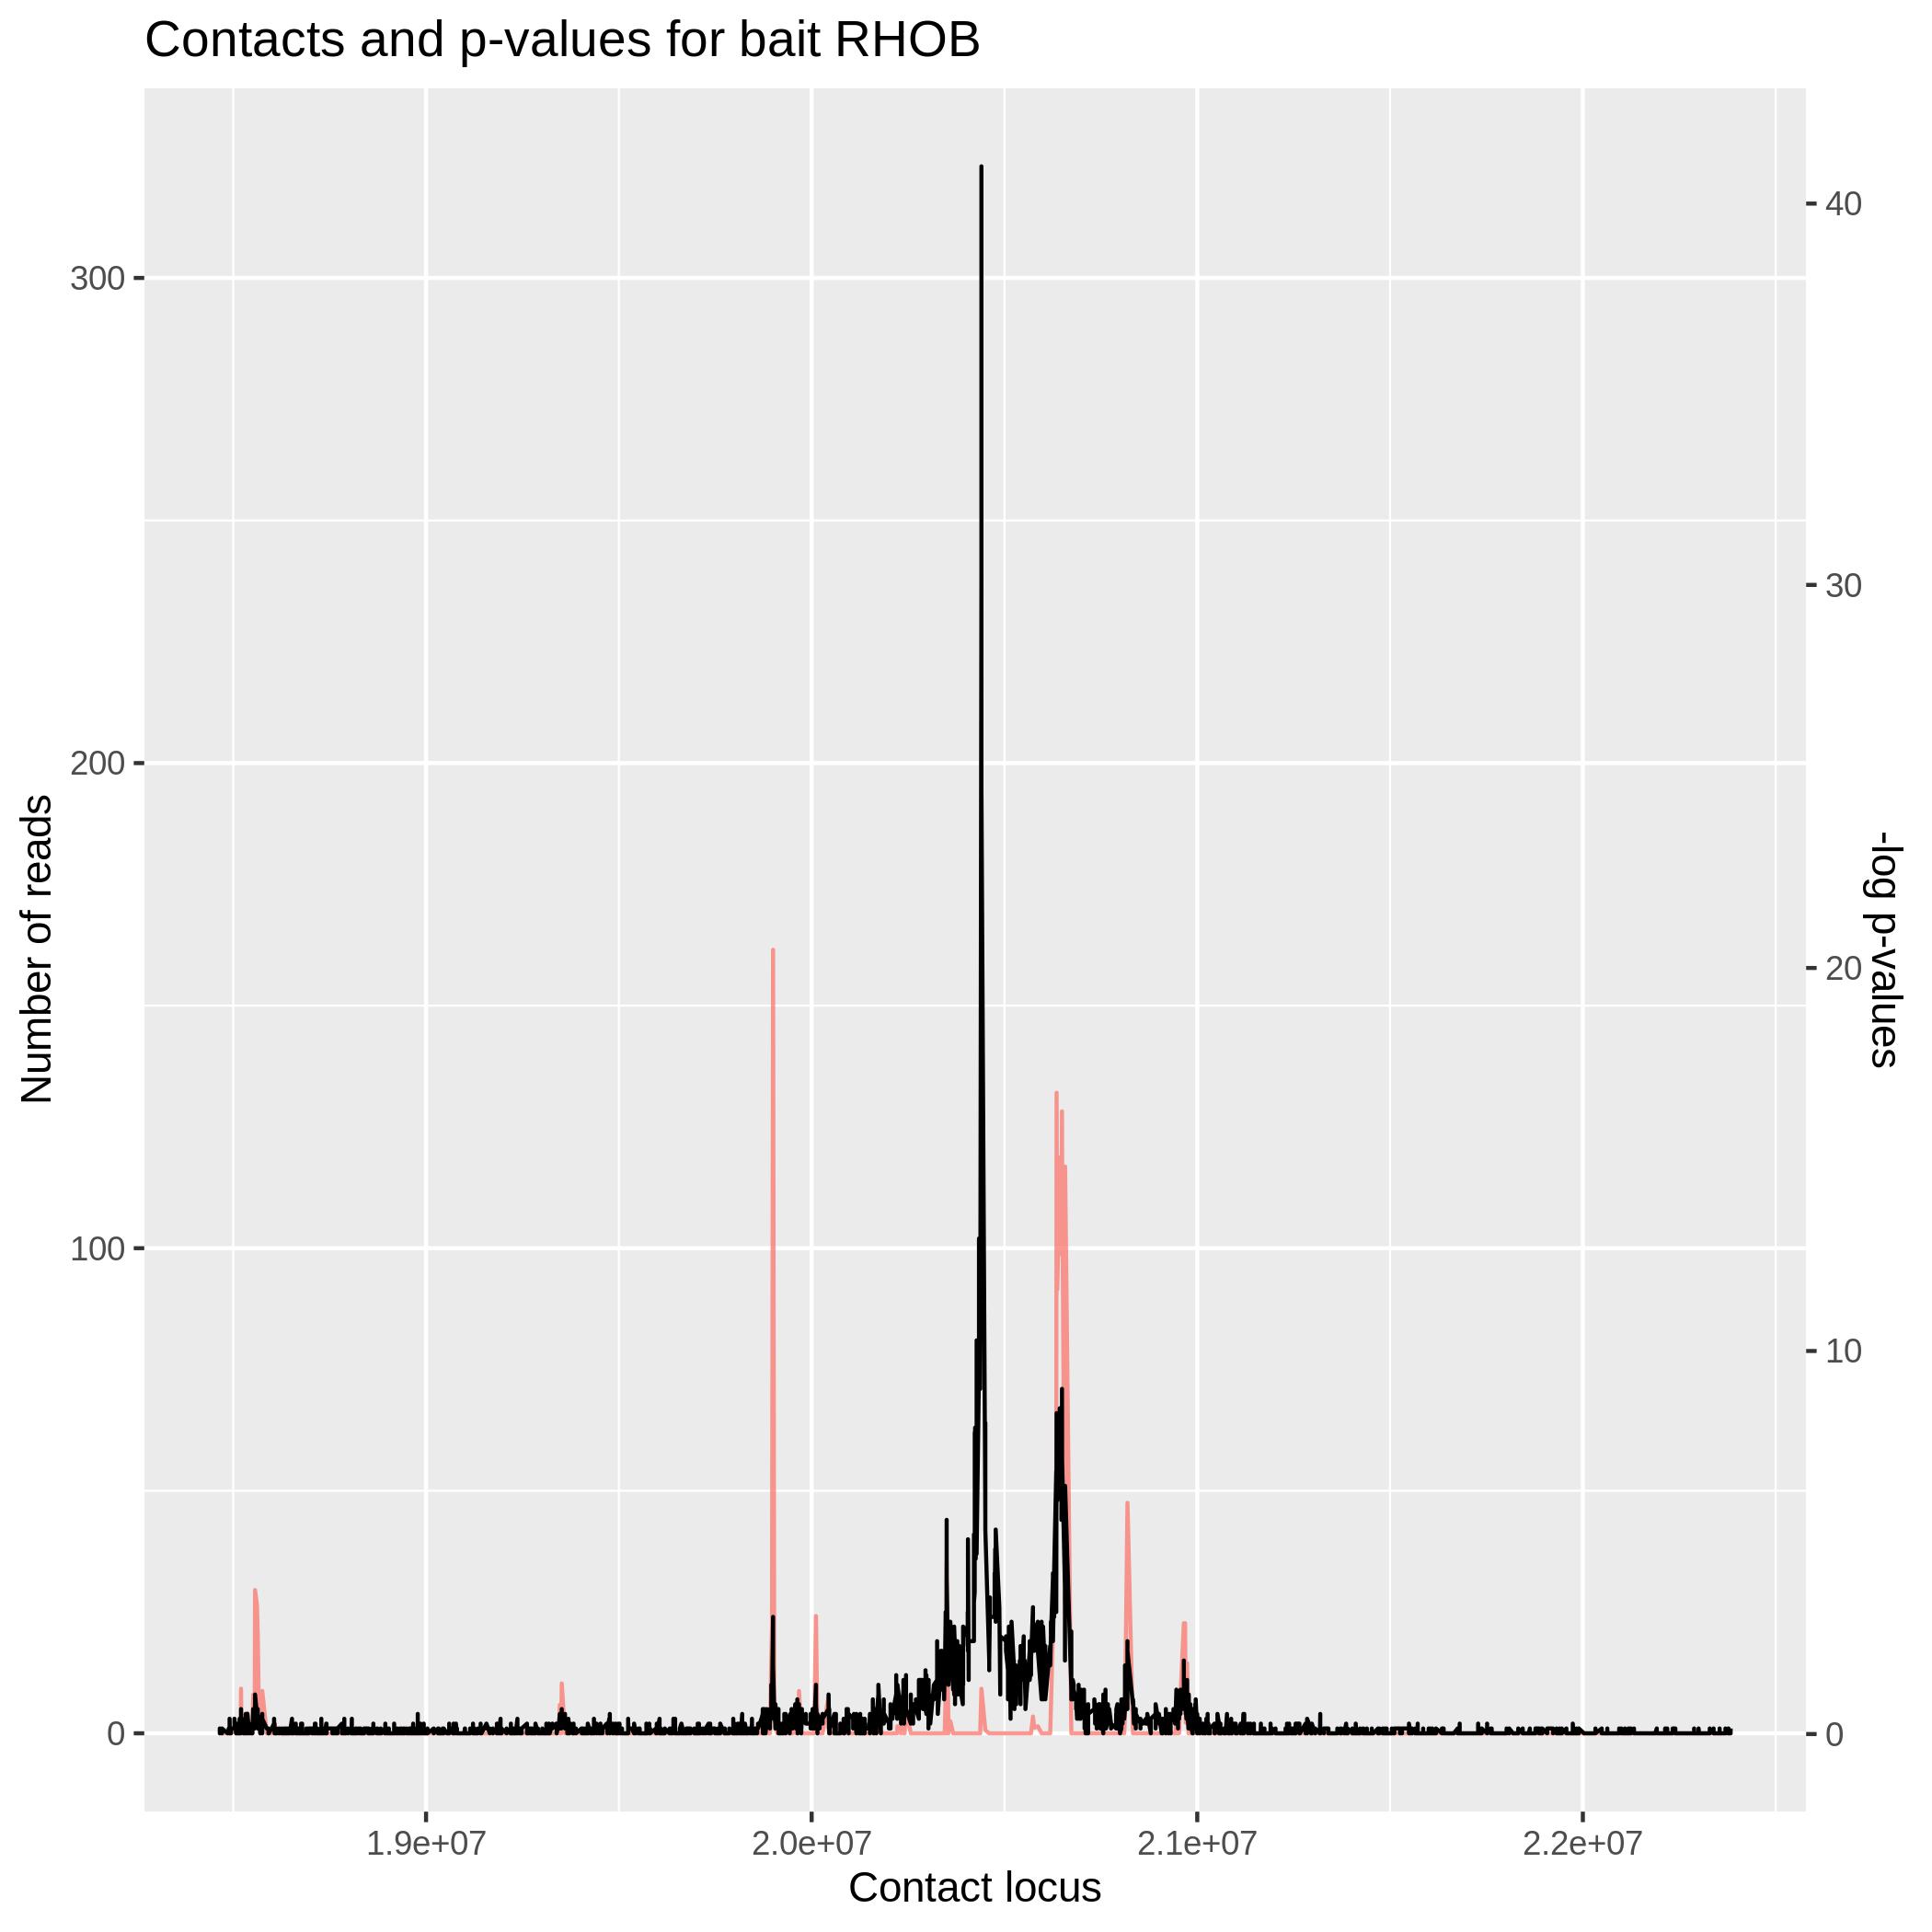 Contacts and p-values for bait RHOB
Number of reads
300
200
100
0
40
30
20
10
0
-log p-values
1.9e+07
2.0e+07
2.1e+07
2.2e+07
Contact locus